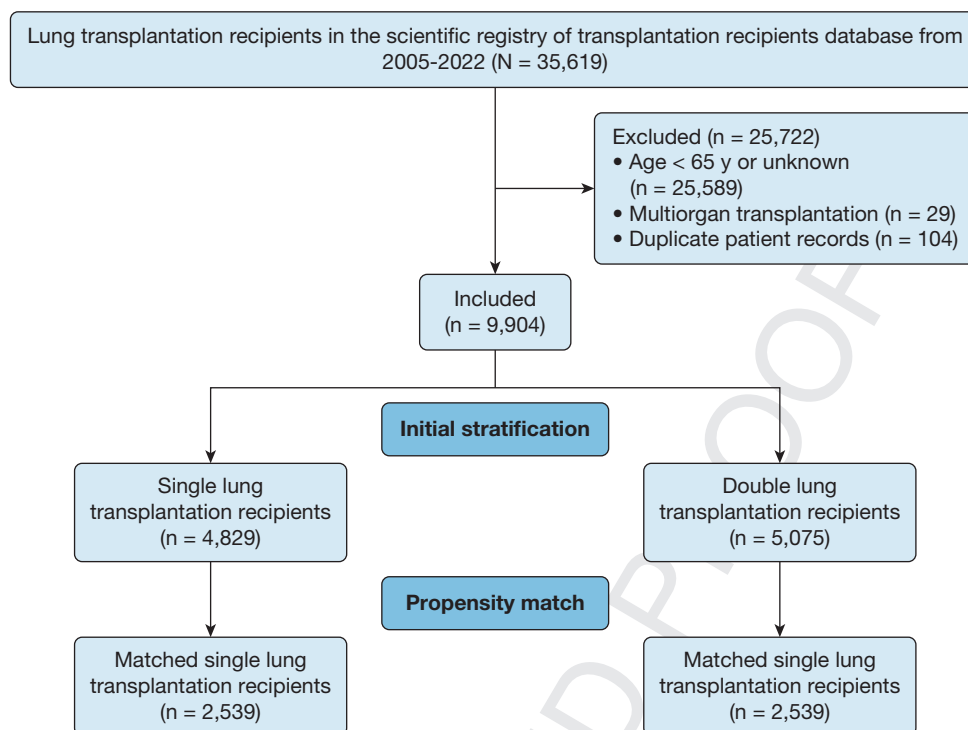 Lung transplantation recipients in the scientific registry of transplantation recipients database from
2005-2022 (N = 35,619)
Excluded (n = 25,722)
• Age < 65 y or unknown
(n = 25,589)
• Multiorgan transplantation (n = 29)
• Duplicate patient records (n = 104)
Included
(n = 9,904)
Initial stratification
Single lung
transplantation recipients
(n = 4,829)
Double lung
transplantation recipients
(n = 5,075)
Propensity match
Matched single lung
transplantation recipients
(n = 2,539)
Matched single lung
transplantation recipients
(n = 2,539)
D PROOF